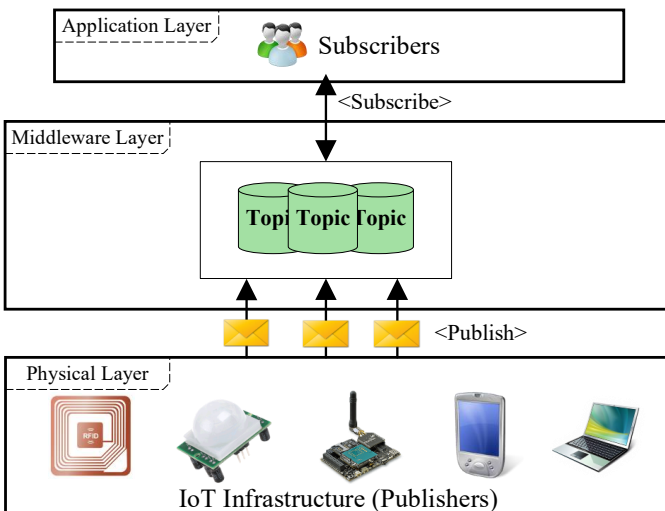 Application Layer
Subscribers
<Subscribe>
Middleware Layer
Topi Topic Topic
<Publish>
Physical Layer
RFID
IoT Infrastructure (Publishers)